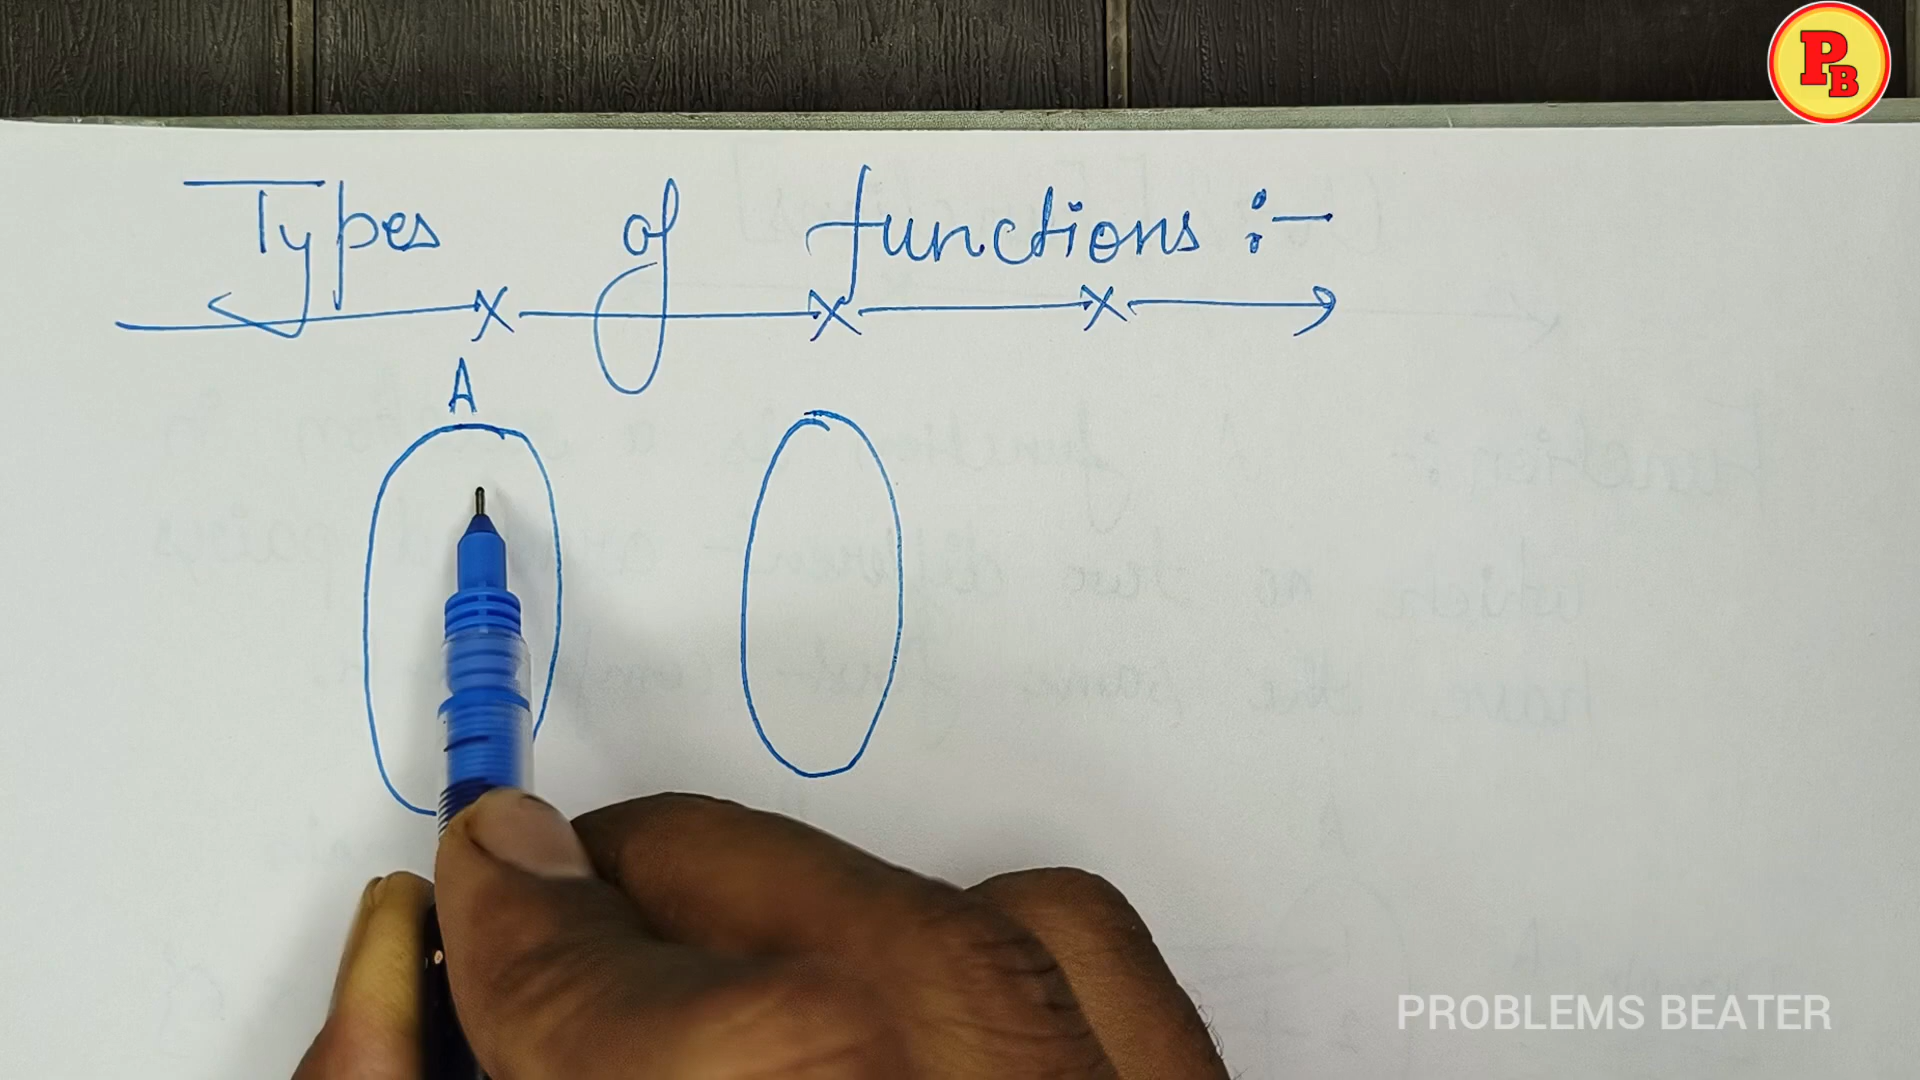 PB
Types of functions :-
A
PROBLEMS BEATER